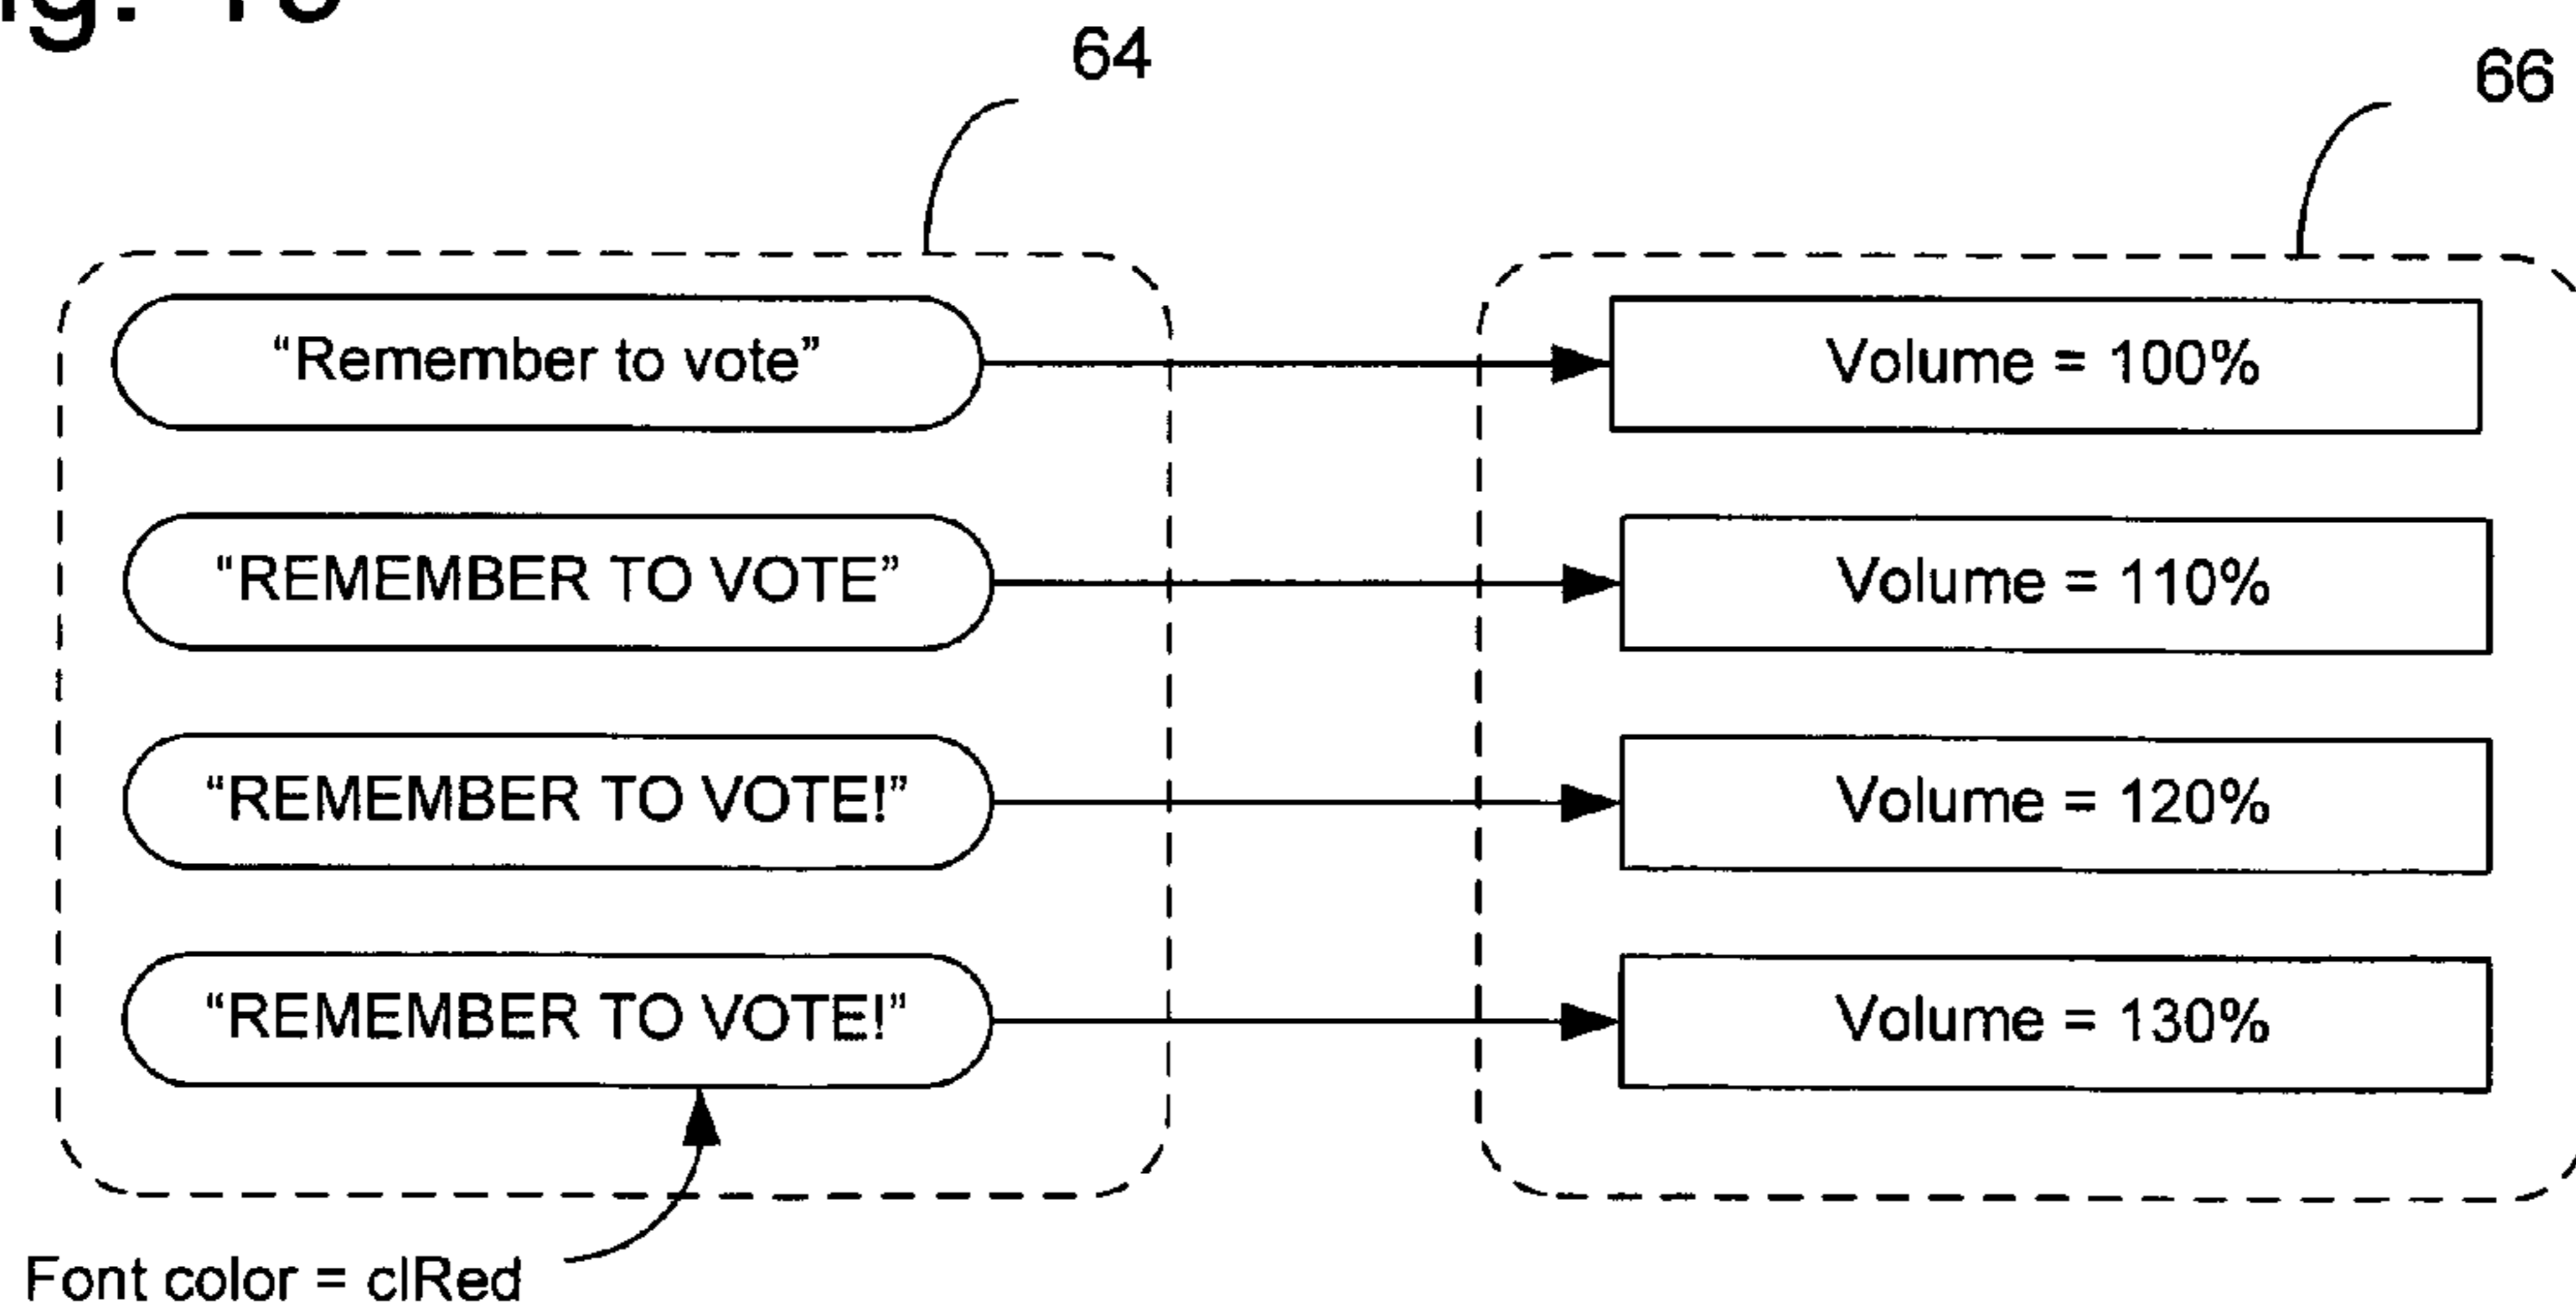 64
66
“Remember to vote”
Volume = 100%
“REMEMBER TO VOTE”
Volume = 110%
“REMEMBER TO VOTE!”
Volume = 120%
“REMEMBER TO VOTE!”
Volume = 130%
Font color = clRed